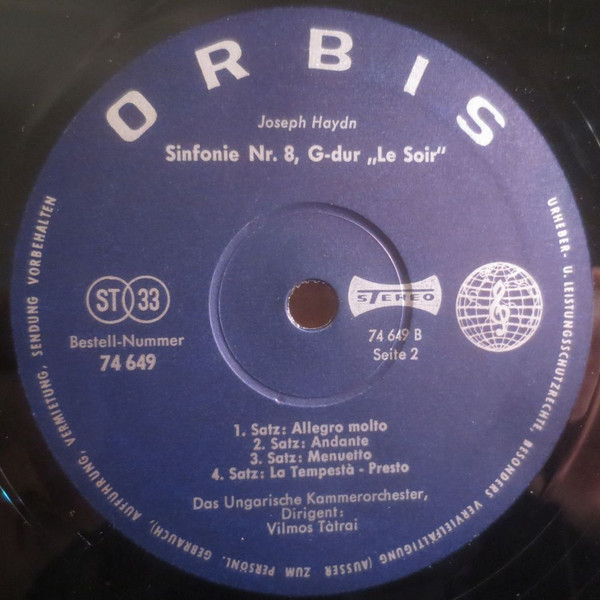 ORBIS
Joseph Haydn
Sinfonie Nr. 8, G-dur „Le Soir"
ST 33
Bestell-Nummer
74 649
STEREO
74 649 B
Seite 2
1. Satz: Allegro molto
2. Satz: Andante
3. Satz: Menuetto
4. Satz: La Tempestà - Presto
Das Ungarische Kammerorchester,
Dirigent:
Vilmos Tàtrai
URHEBER- U. LEISTUNGSSCHUTZRECHTE, BESONDERS VERVIELFÄLTIGUNG (AUSSER ZUM PERSÖNL. GEBRAUCH), AUFFÜHRUNG, VERMIETUNG, SENDUNG VORBEHALTEN